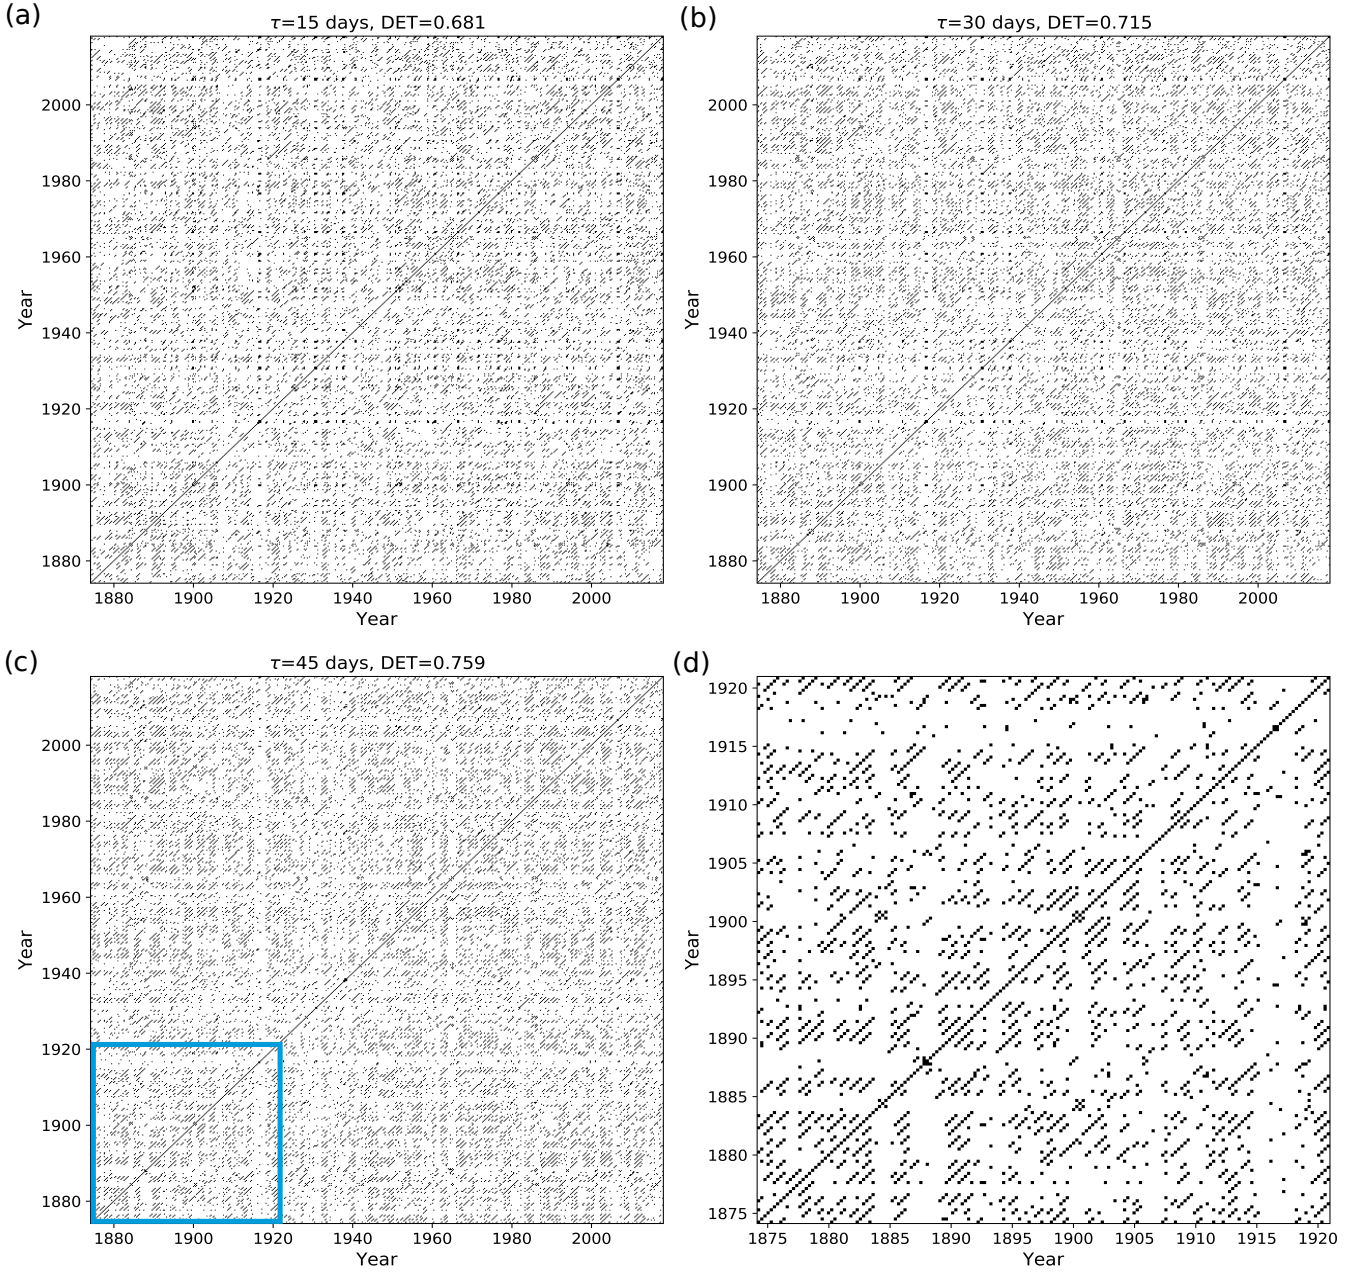 (a)
τ=15 days, DET=0.681
2000
1980
1960
1940
1920
1900
1880
Year
1880 1900 1920 1940 1960 1980 2000
Year
(b)
τ=30 days, DET=0.715
2000
1980
1960
1940
1920
1900
1880
Year
1880 1900 1920 1940 1960 1980 2000
Year
(c)
τ=45 days, DET=0.759
2000
1980
1960
1940
1920
1900
1880
Year
1880 1900 1920 1940 1960 1980 2000
Year
(d)
1920
1915
1910
1905
1900
1895
1890
1885
1880
1875
Year
1875 1880 1885 1890 1895 1900 1905 1910 1915 1920
Year